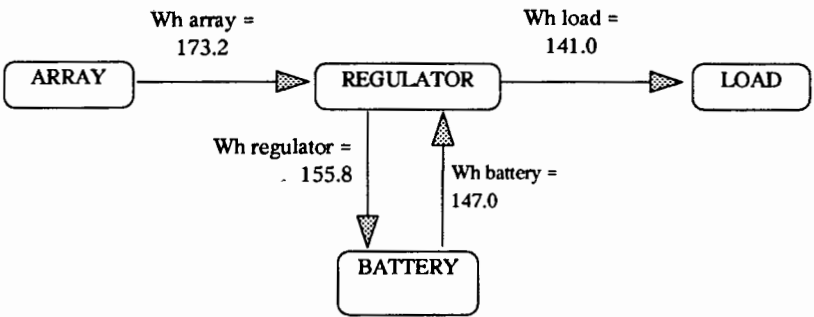 Wh array =
173.2
Wh load =
141.0
ARRAY
REGULATOR
LOAD
Wh regulator =
155.8
Wh battery =
147.0
BATTERY